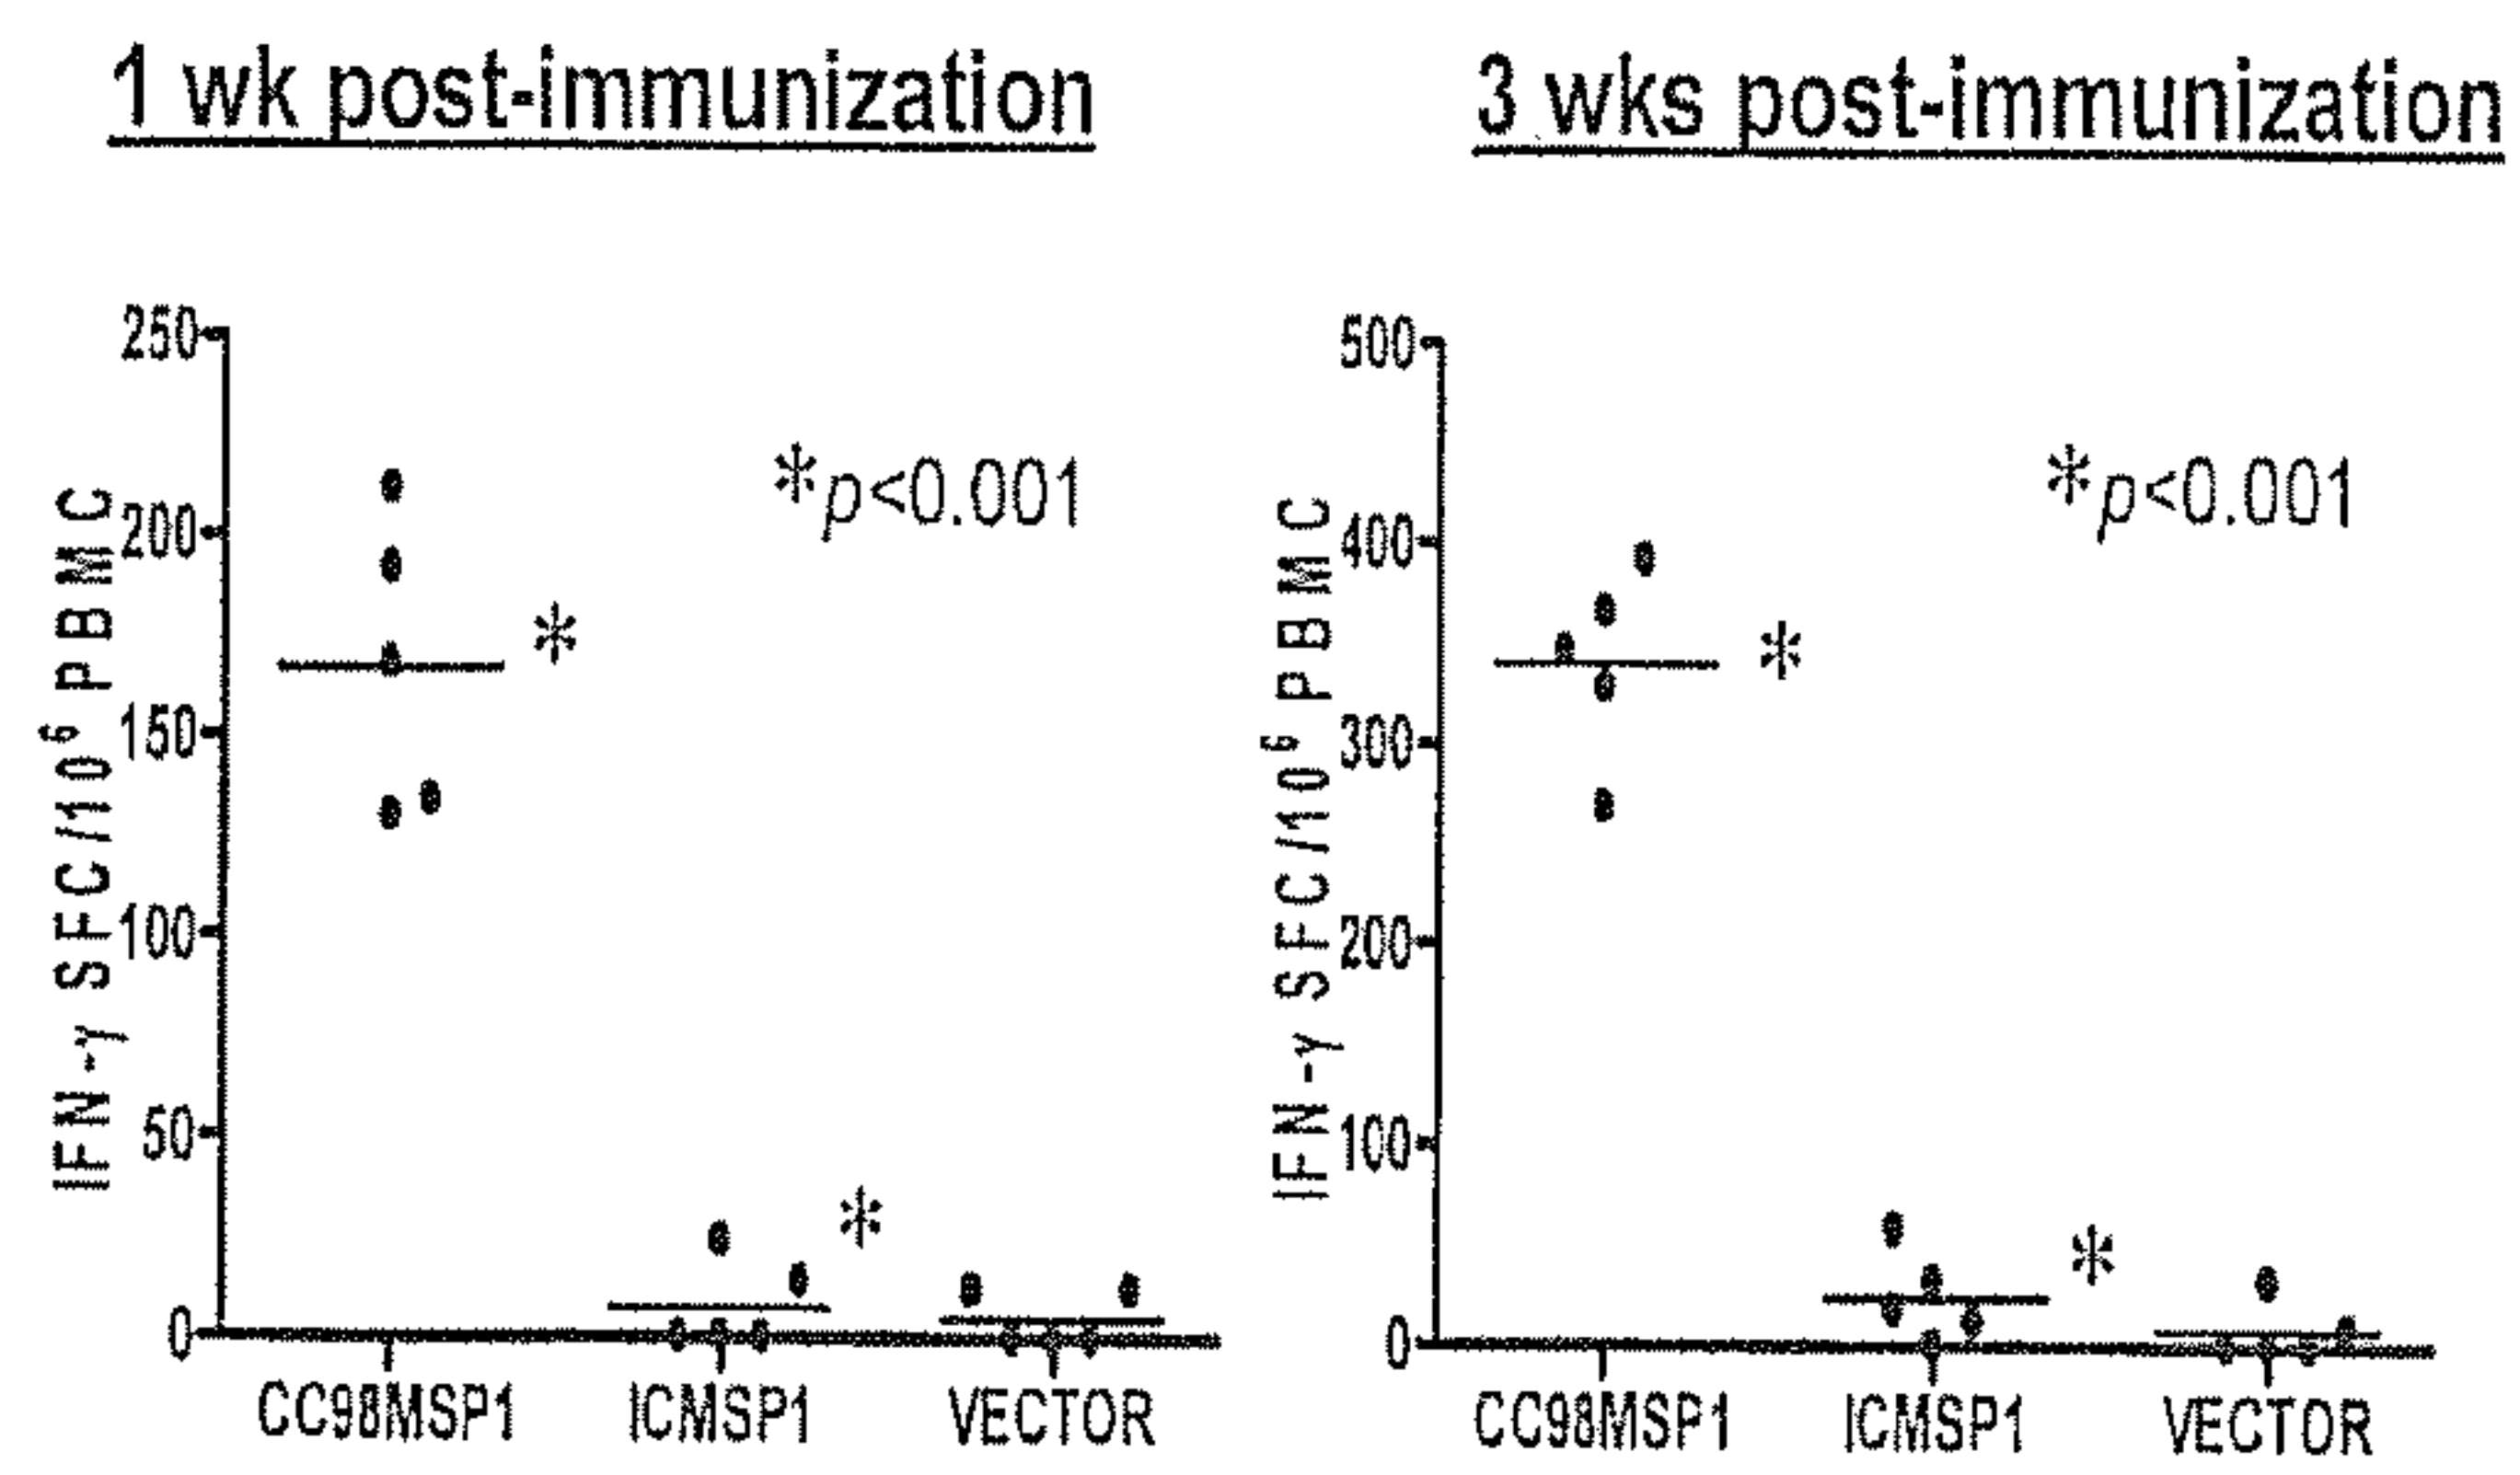 1 wk post-immunization
IFN-γ SFC/10⁶ PBMC
250
200
150
100
50
0
*p<0.001
*
*
CC98MSP1 ICMSP1 VECTOR
3 wks post-immunization
IFN-γ SFC/10⁶ PBMC
500
400
300
200
100
0
*p<0.001
*
*
CC98MSP1 ICMSP1 VECTOR